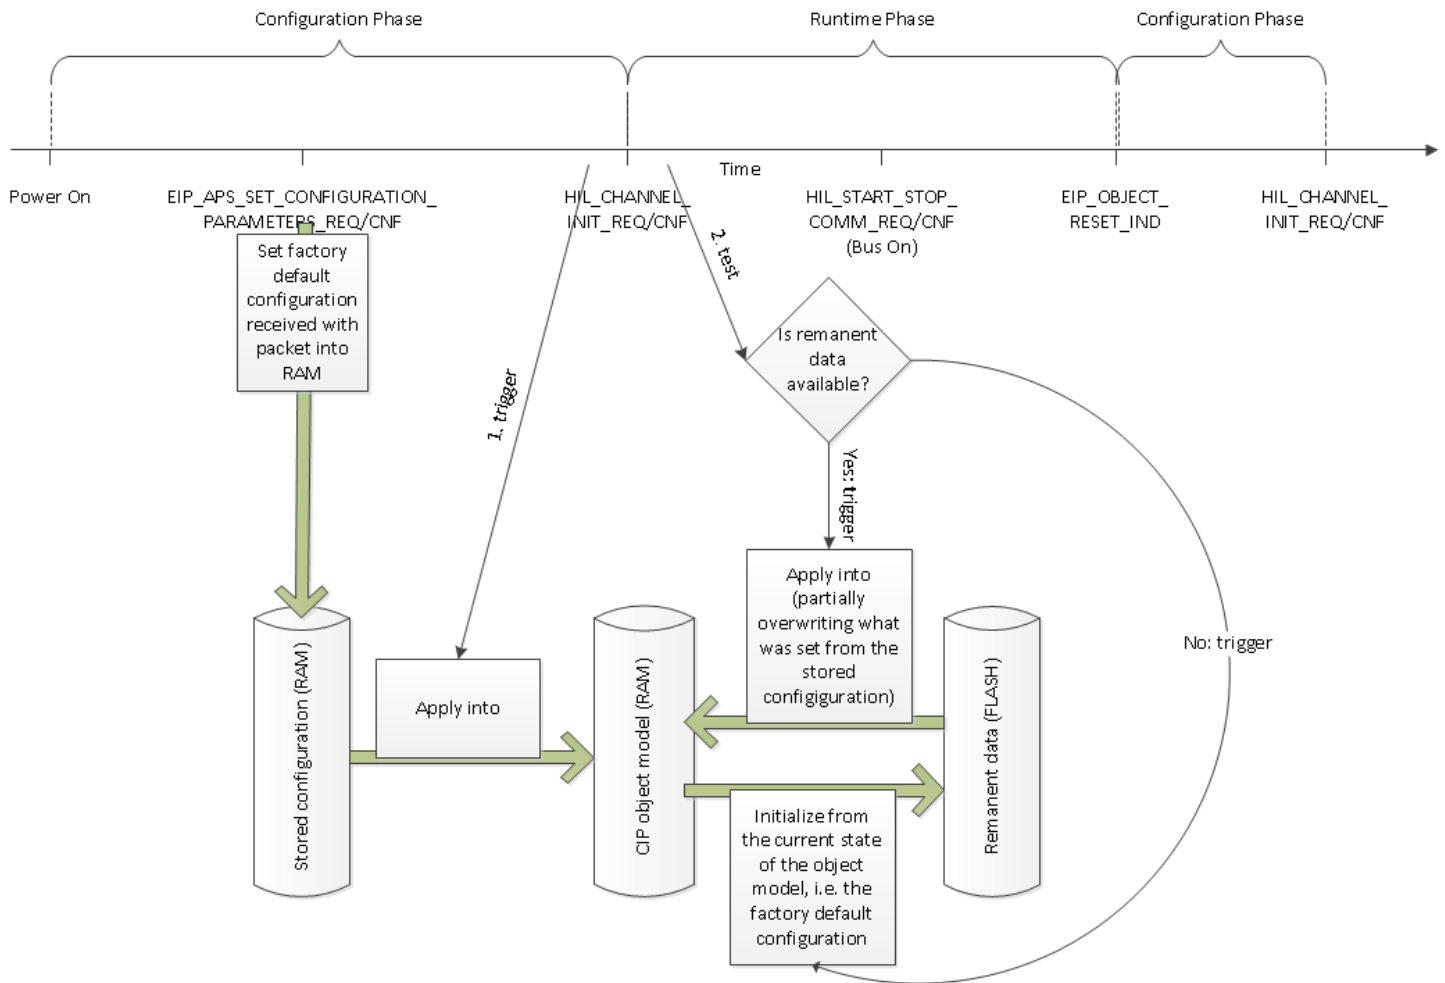 Configuration Phase
Runtime Phase
Configuration Phase
Time
Power On
EIP_APS_SET_CONFIGURATION_
PARAMETERS_REQ/CNF
HIL_CHANNEL_
INIT_REQ/CNF
HIL_START_STOP_
COMM_REQ/CNF
(Bus On)
EIP_OBJECT_
RESET_IND
HIL_CHANNEL_
INIT_REQ/CNF
Set factory
default
configuration
received with
packet into
RAM
1. trigger
2. test
Is remanent
data
available?
Yes: trigger
No: trigger
Apply into
(partially
overwriting what
was set from the
stored
configiguration)
Stored configuration (RAM)
Apply into
CIP object model (RAM)
Remanent data (FLASH)
Initialize from
the current state
of the object
model, i.e. the
factory default
configuration